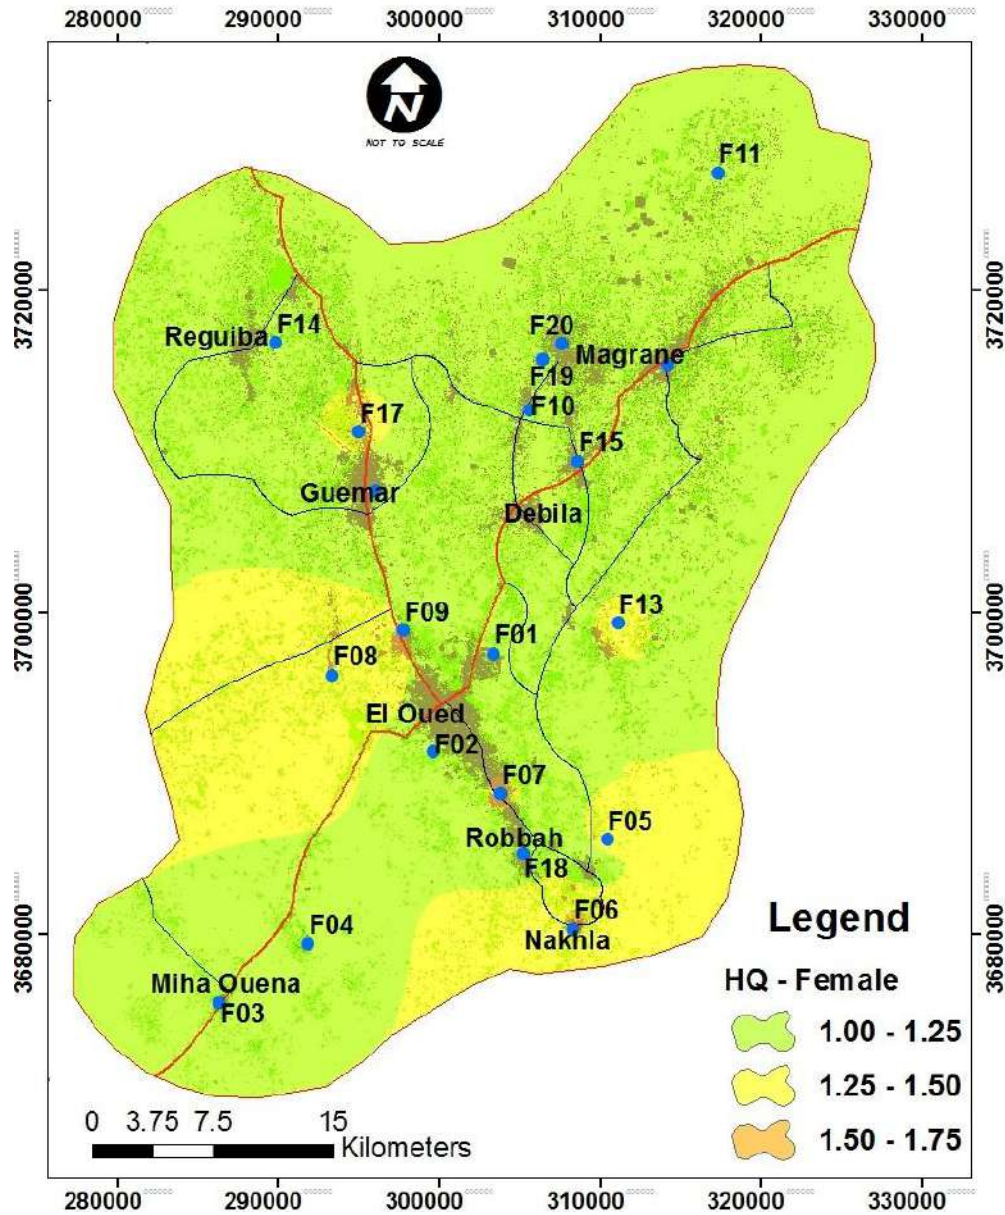 280000 290000 300000 310000 320000 330000
N
NOT TO SCALE
F11
3720000 3720000
F20
Reguiba F14
Magrane
F19
F10
F17
F15
Guemar
Debila
F13
3700000 3700000
F09
F01
F08
El Oued
F02
F07
F05
Robbah
F18
F06
Legend
3680000 3680000
F04
Nakhla
HQ - Female
Miha Ouena
F03
1.00 - 1.25
1.25 - 1.50
1.50 - 1.75
0 3.75 7.5 15
Kilometers
280000 290000 300000 310000 320000 330000